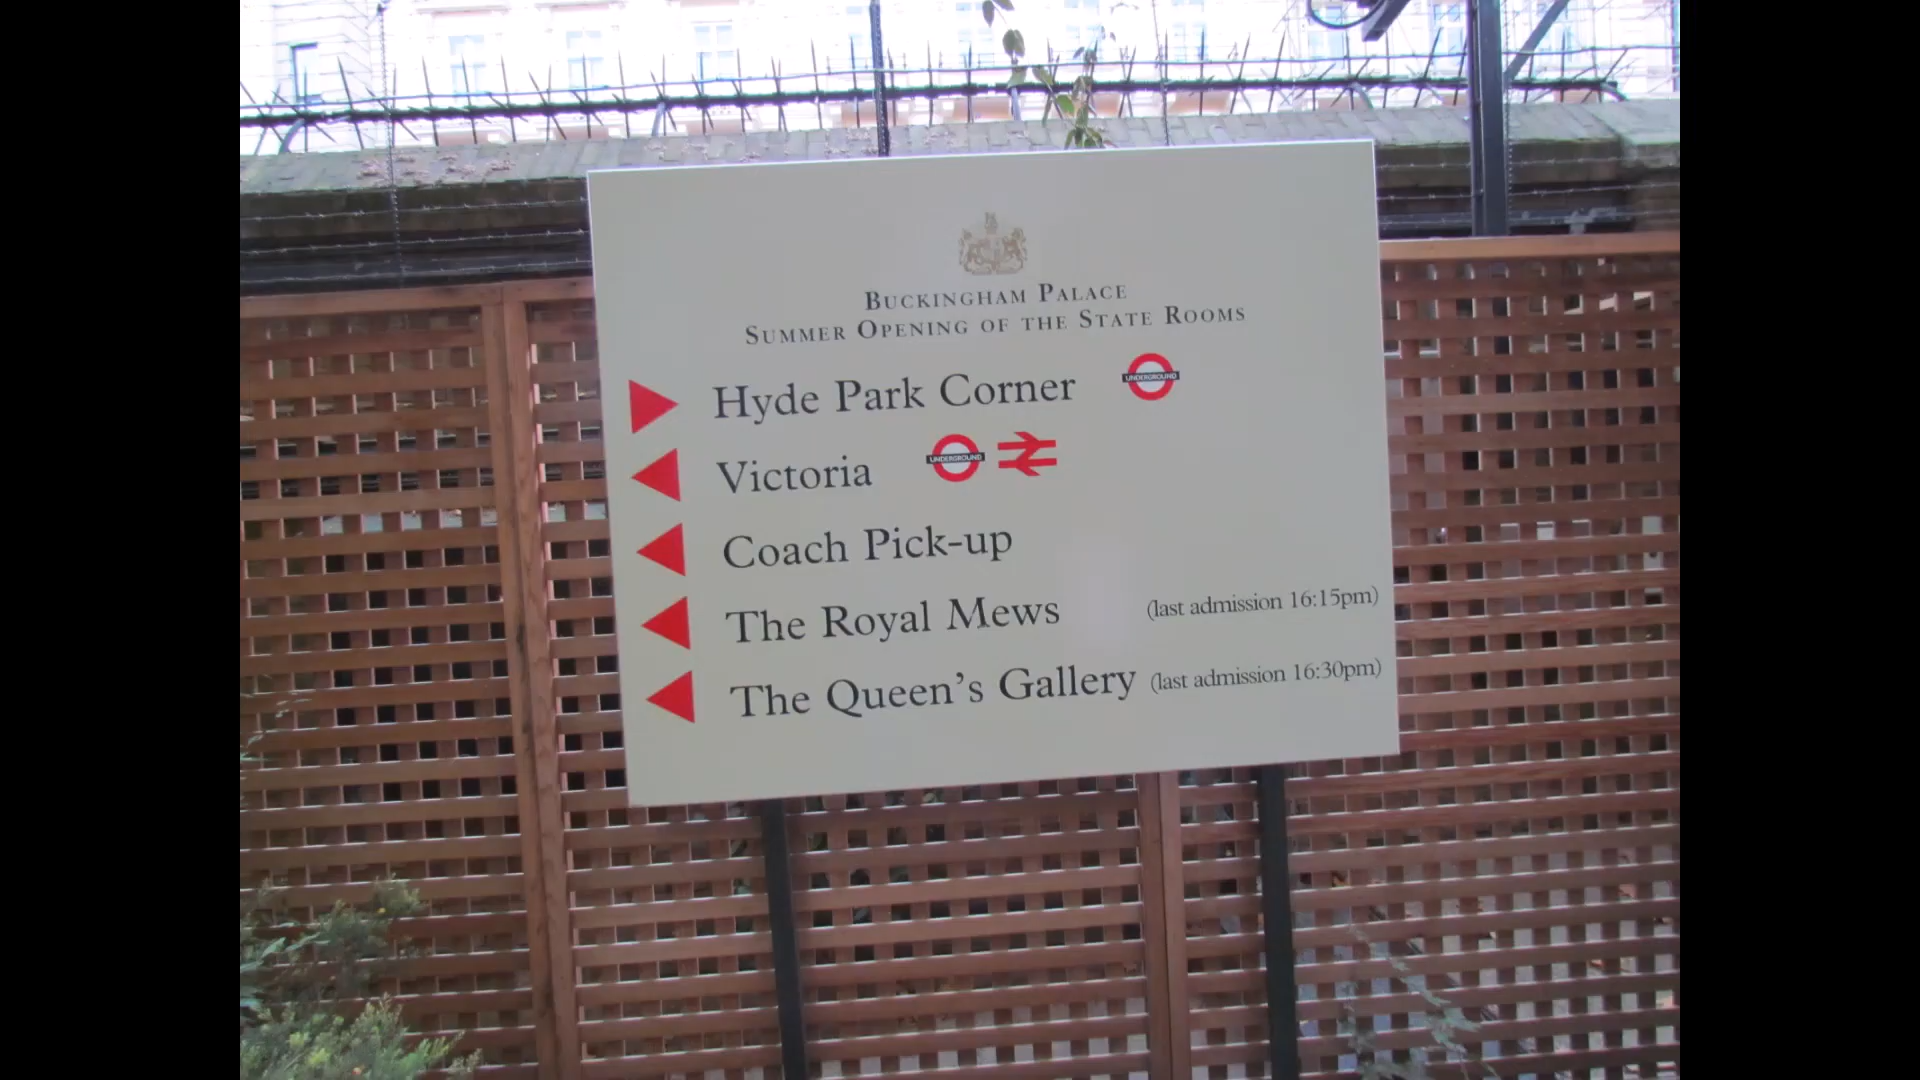 BUCKINGHAM PALACE
SUMMER OPENING OF THE STATE ROOMS
Hyde Park Corner UNDERGROUND
Victoria UNDERGROUND
Coach Pick-up
The Royal Mews (last admission 16:15pm)
The Queen's Gallery (last admission 16:30pm)